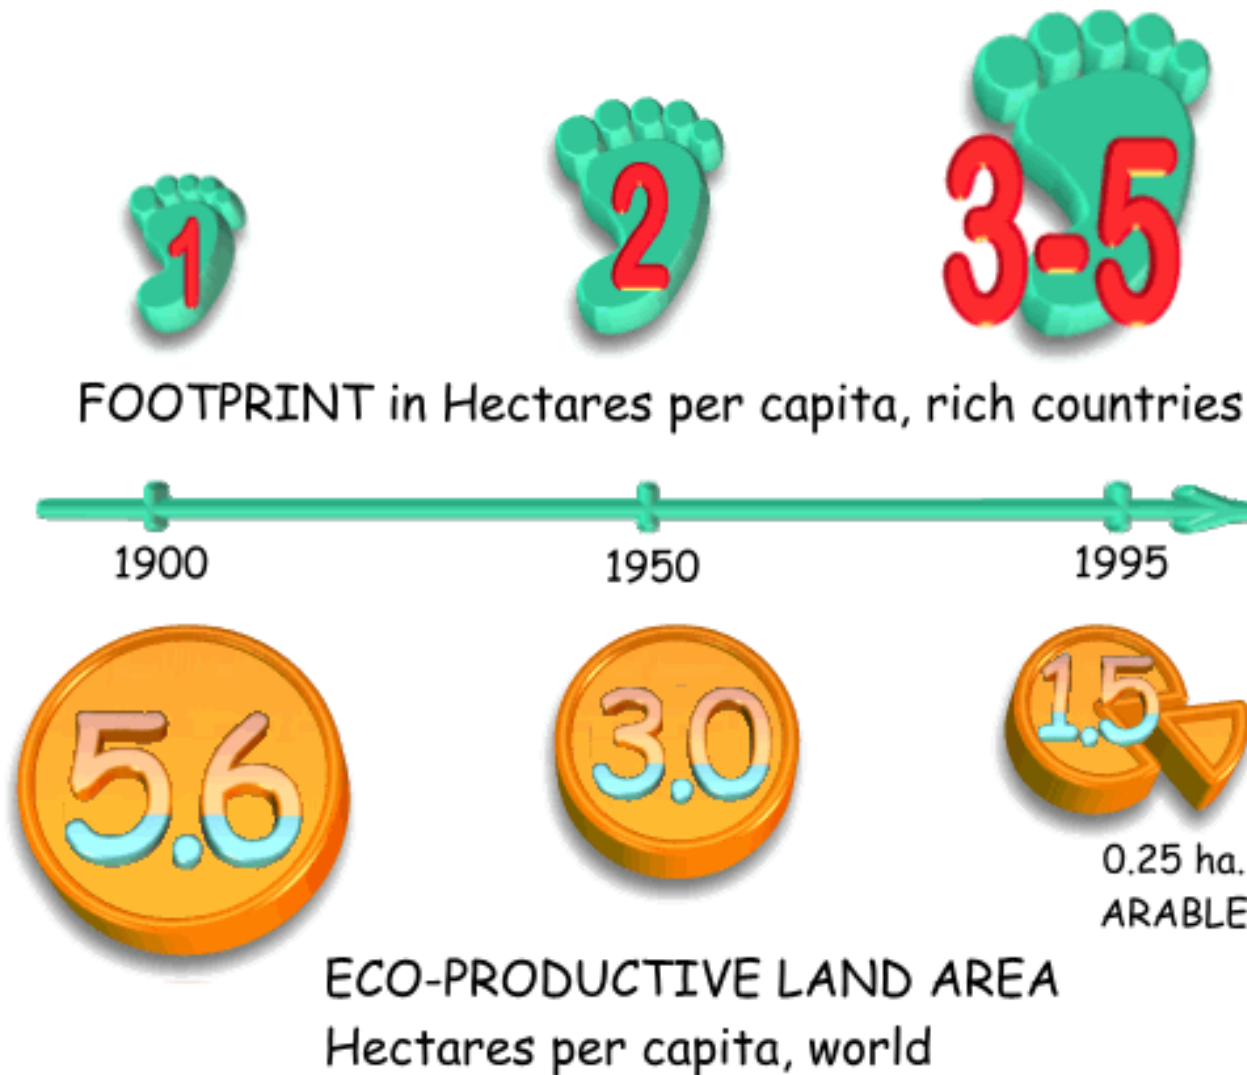 1 2 3-5
FOOTPRINT in Hectares per capita, rich countries
1900 1950 1995
5.6 3.0 1.5
0.25 ha.
ARABLE
ECO-PRODUCTIVE LAND AREA
Hectares per capita, world